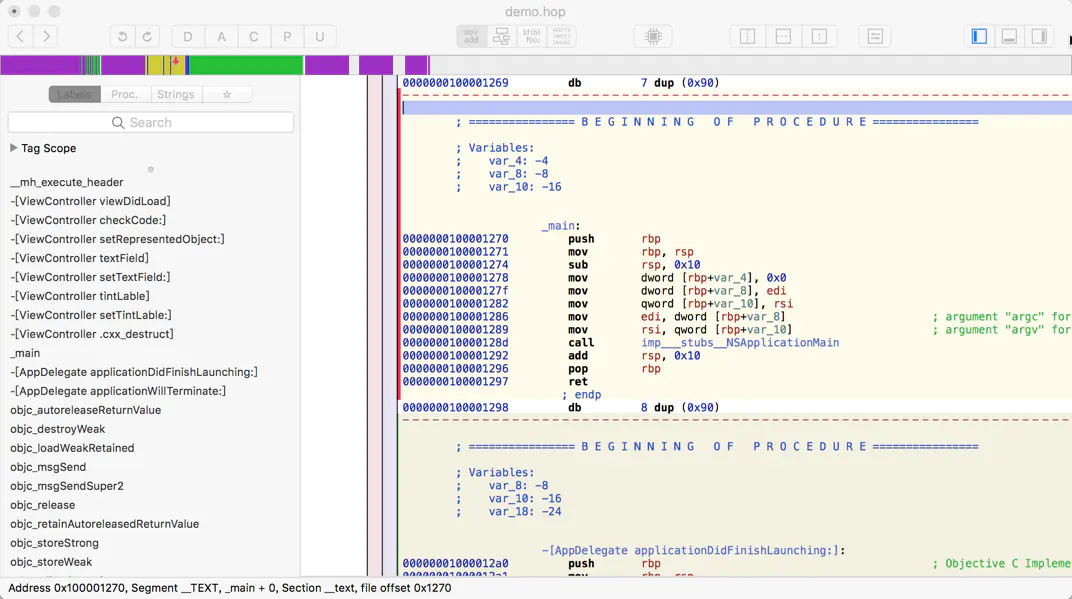 demo.hop
D A C P U
mov
add
if(b)
f();
Labels Proc. Strings
Search
Tag Scope
__mh_execute_header
-[ViewController viewDidLoad]
-[ViewController checkCode:]
-[ViewController setRepresentedObject:]
-[ViewController textField]
-[ViewController setTextField:]
-[ViewController tintLable]
-[ViewController setTintLable:]
-[ViewController .cxx_destruct]
_main
-[AppDelegate applicationDidFinishLaunching:]
-[AppDelegate applicationWillTerminate:]
objc_autoreleaseReturnValue
objc_destroyWeak
objc_loadWeakRetained
objc_msgSend
objc_msgSendSuper2
objc_release
objc_retainAutoreleasedReturnValue
objc_storeStrong
objc_storeWeak
0000000100001269 db 7 dup (0x90)
; ================ B E G I N N I N G   O F   P R O C E D U R E ================
; Variables:
; var_4: -4
; var_8: -8
; var_10: -16
_main:
0000000100001270 push rbp
0000000100001271 mov rbp, rsp
0000000100001274 sub rsp, 0x10
0000000100001278 mov dword [rbp+var_4], 0x0
000000010000127f mov dword [rbp+var_8], edi
0000000100001282 mov qword [rbp+var_10], rsi
0000000100001286 mov edi, dword [rbp+var_8] ; argument "argc" for
0000000100001289 mov rsi, qword [rbp+var_10] ; argument "argv" for
000000010000128d call imp___stubs__NSApplicationMain
0000000100001292 add rsp, 0x10
0000000100001296 pop rbp
0000000100001297 ret
; endp
0000000100001298 db 8 dup (0x90)
; ================ B E G I N N I N G   O F   P R O C E D U R E ================
; Variables:
; var_8: -8
; var_10: -16
; var_18: -24
-[AppDelegate applicationDidFinishLaunching:]:
00000001000012a0 push rbp ; Objective C Impleme
00000001000012a1 mov rbp, rsp
Address 0x100001270, Segment __TEXT, _main + 0, Section __text, file offset 0x1270